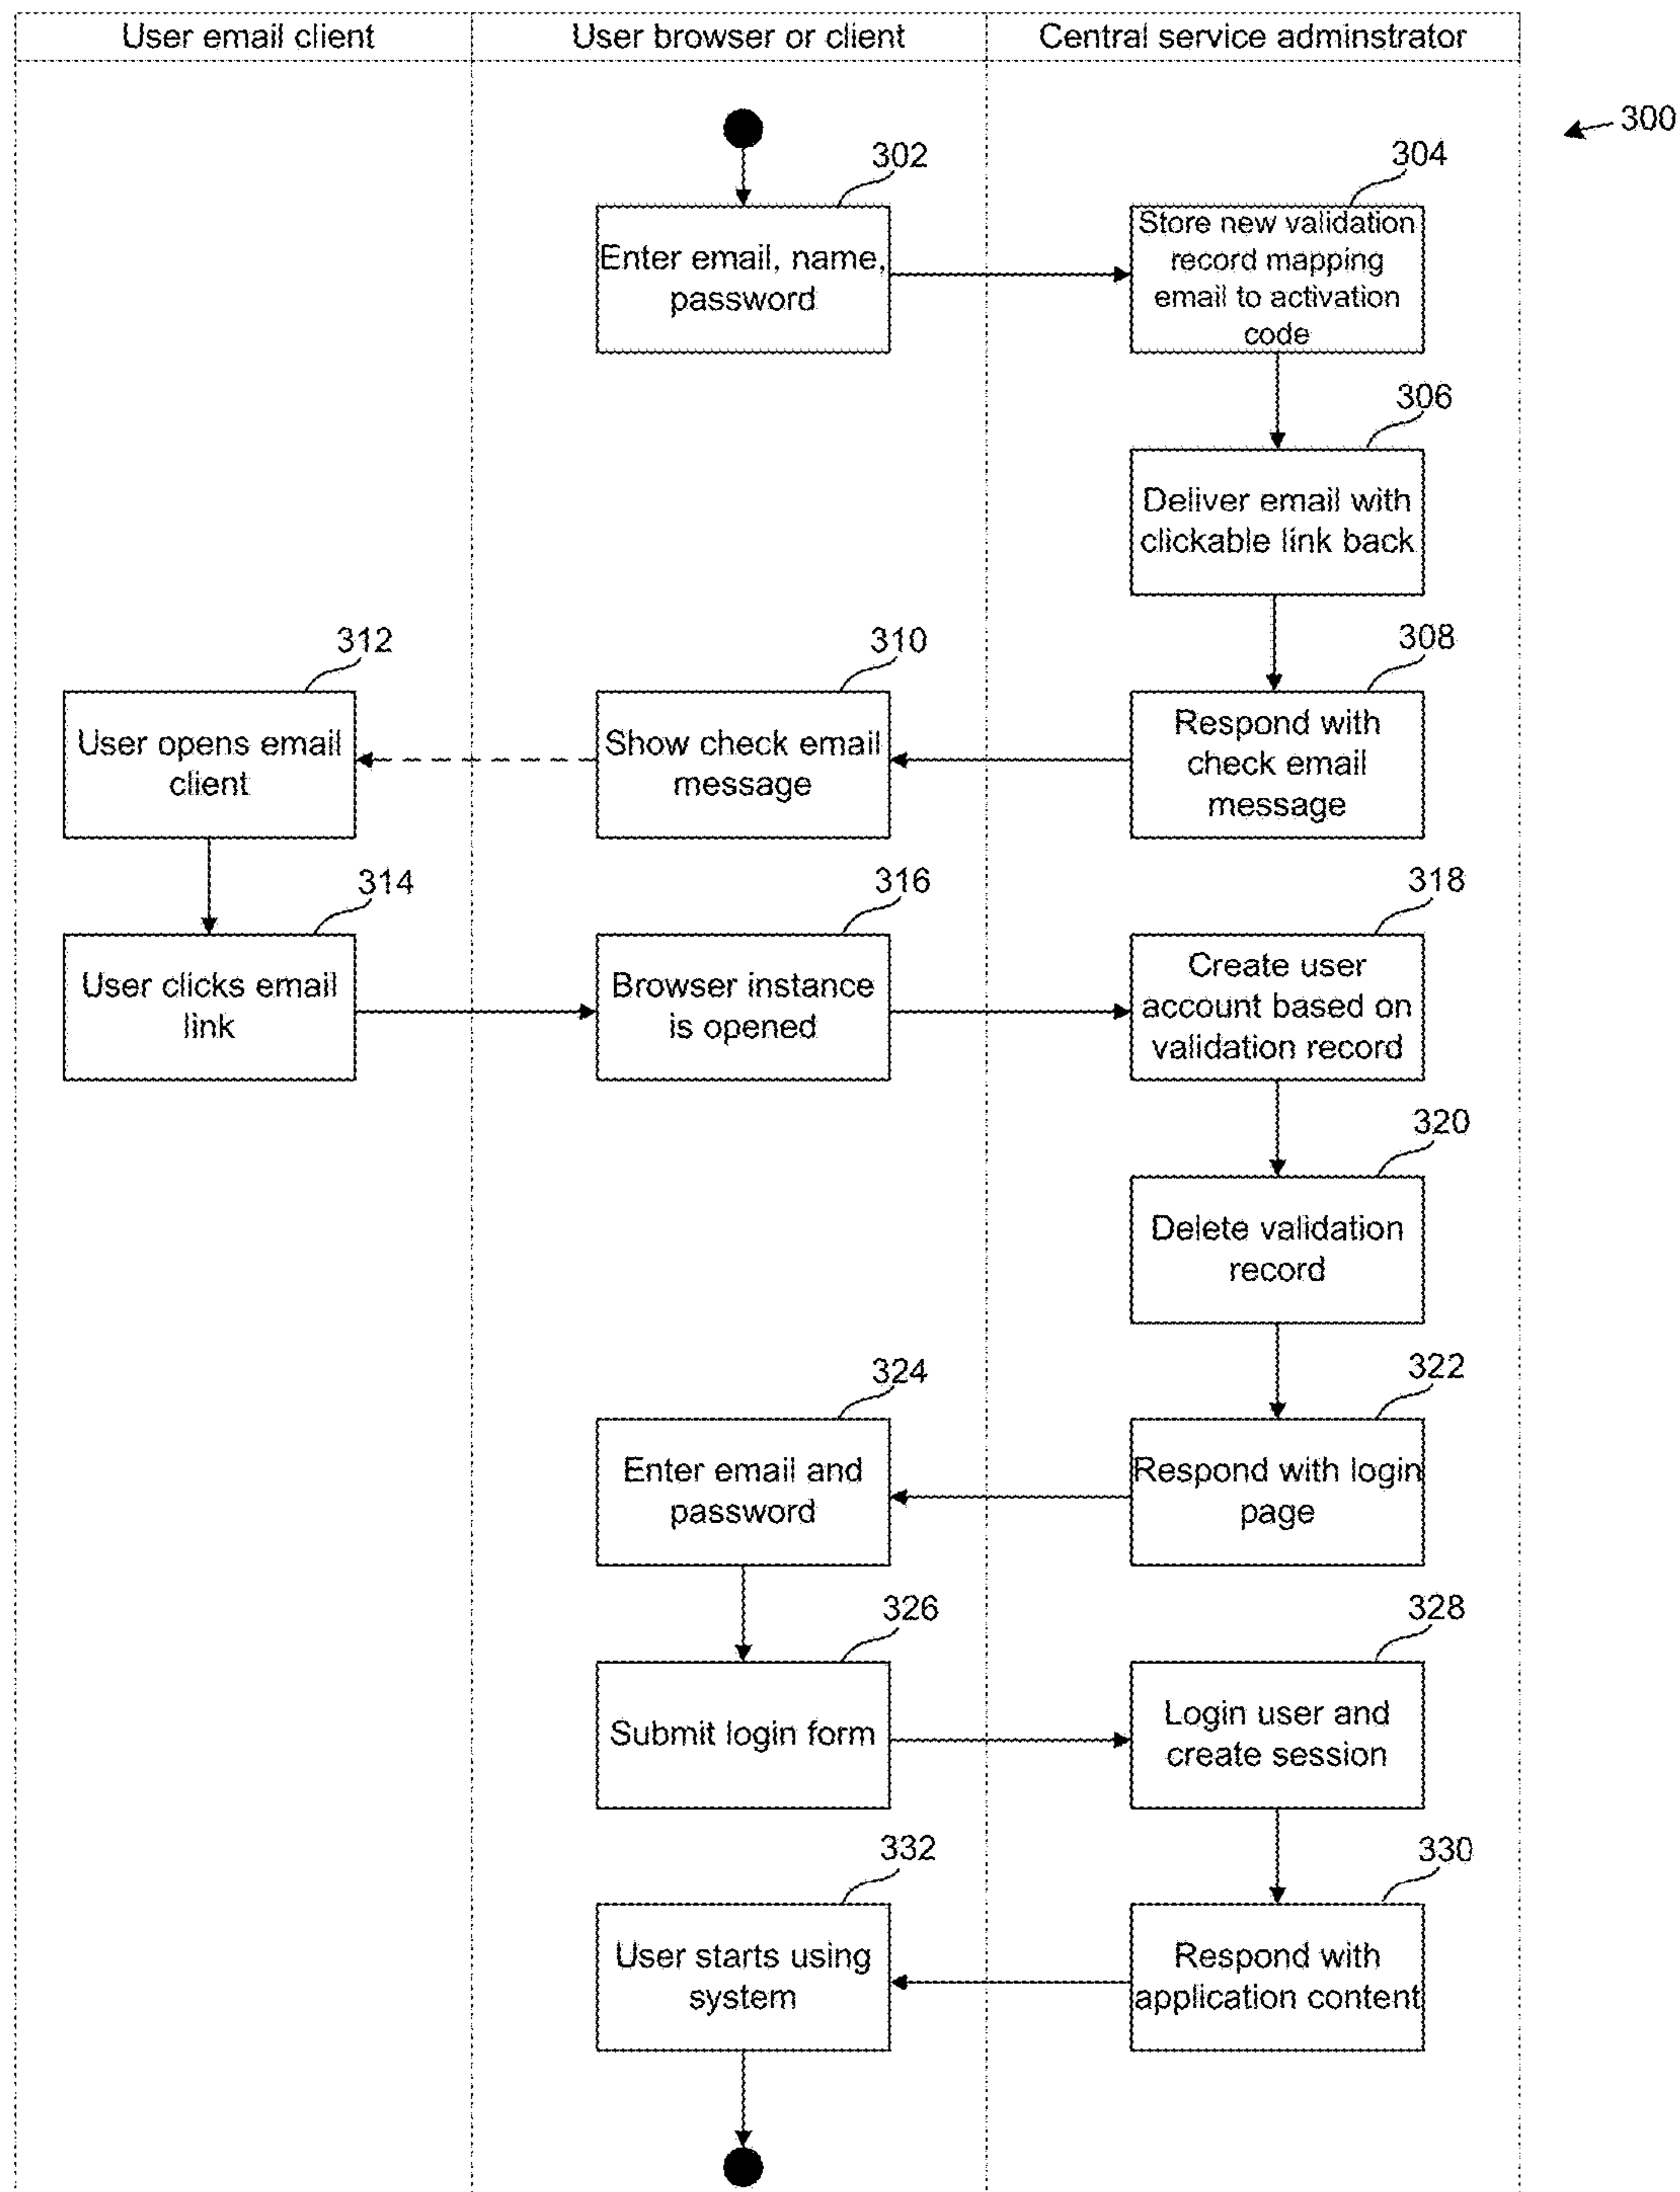 User email client
User browser or client
Central service adminstrator
300
302
304
Enter email, name,
password
Store new validation
record mapping
email to activation
code
306
Deliver email with
clickable link back
312
310
308
User opens email
client
Show check email
message
Respond with
check email
message
314
316
318
User clicks email
link
Browser instance
is opened
Create user
account based on
validation record
320
Delete validation
record
324
322
Enter email and
password
Respond with login
page
326
328
Submit login form
Login user and
create session
332
330
User starts using
system
Respond with
application content